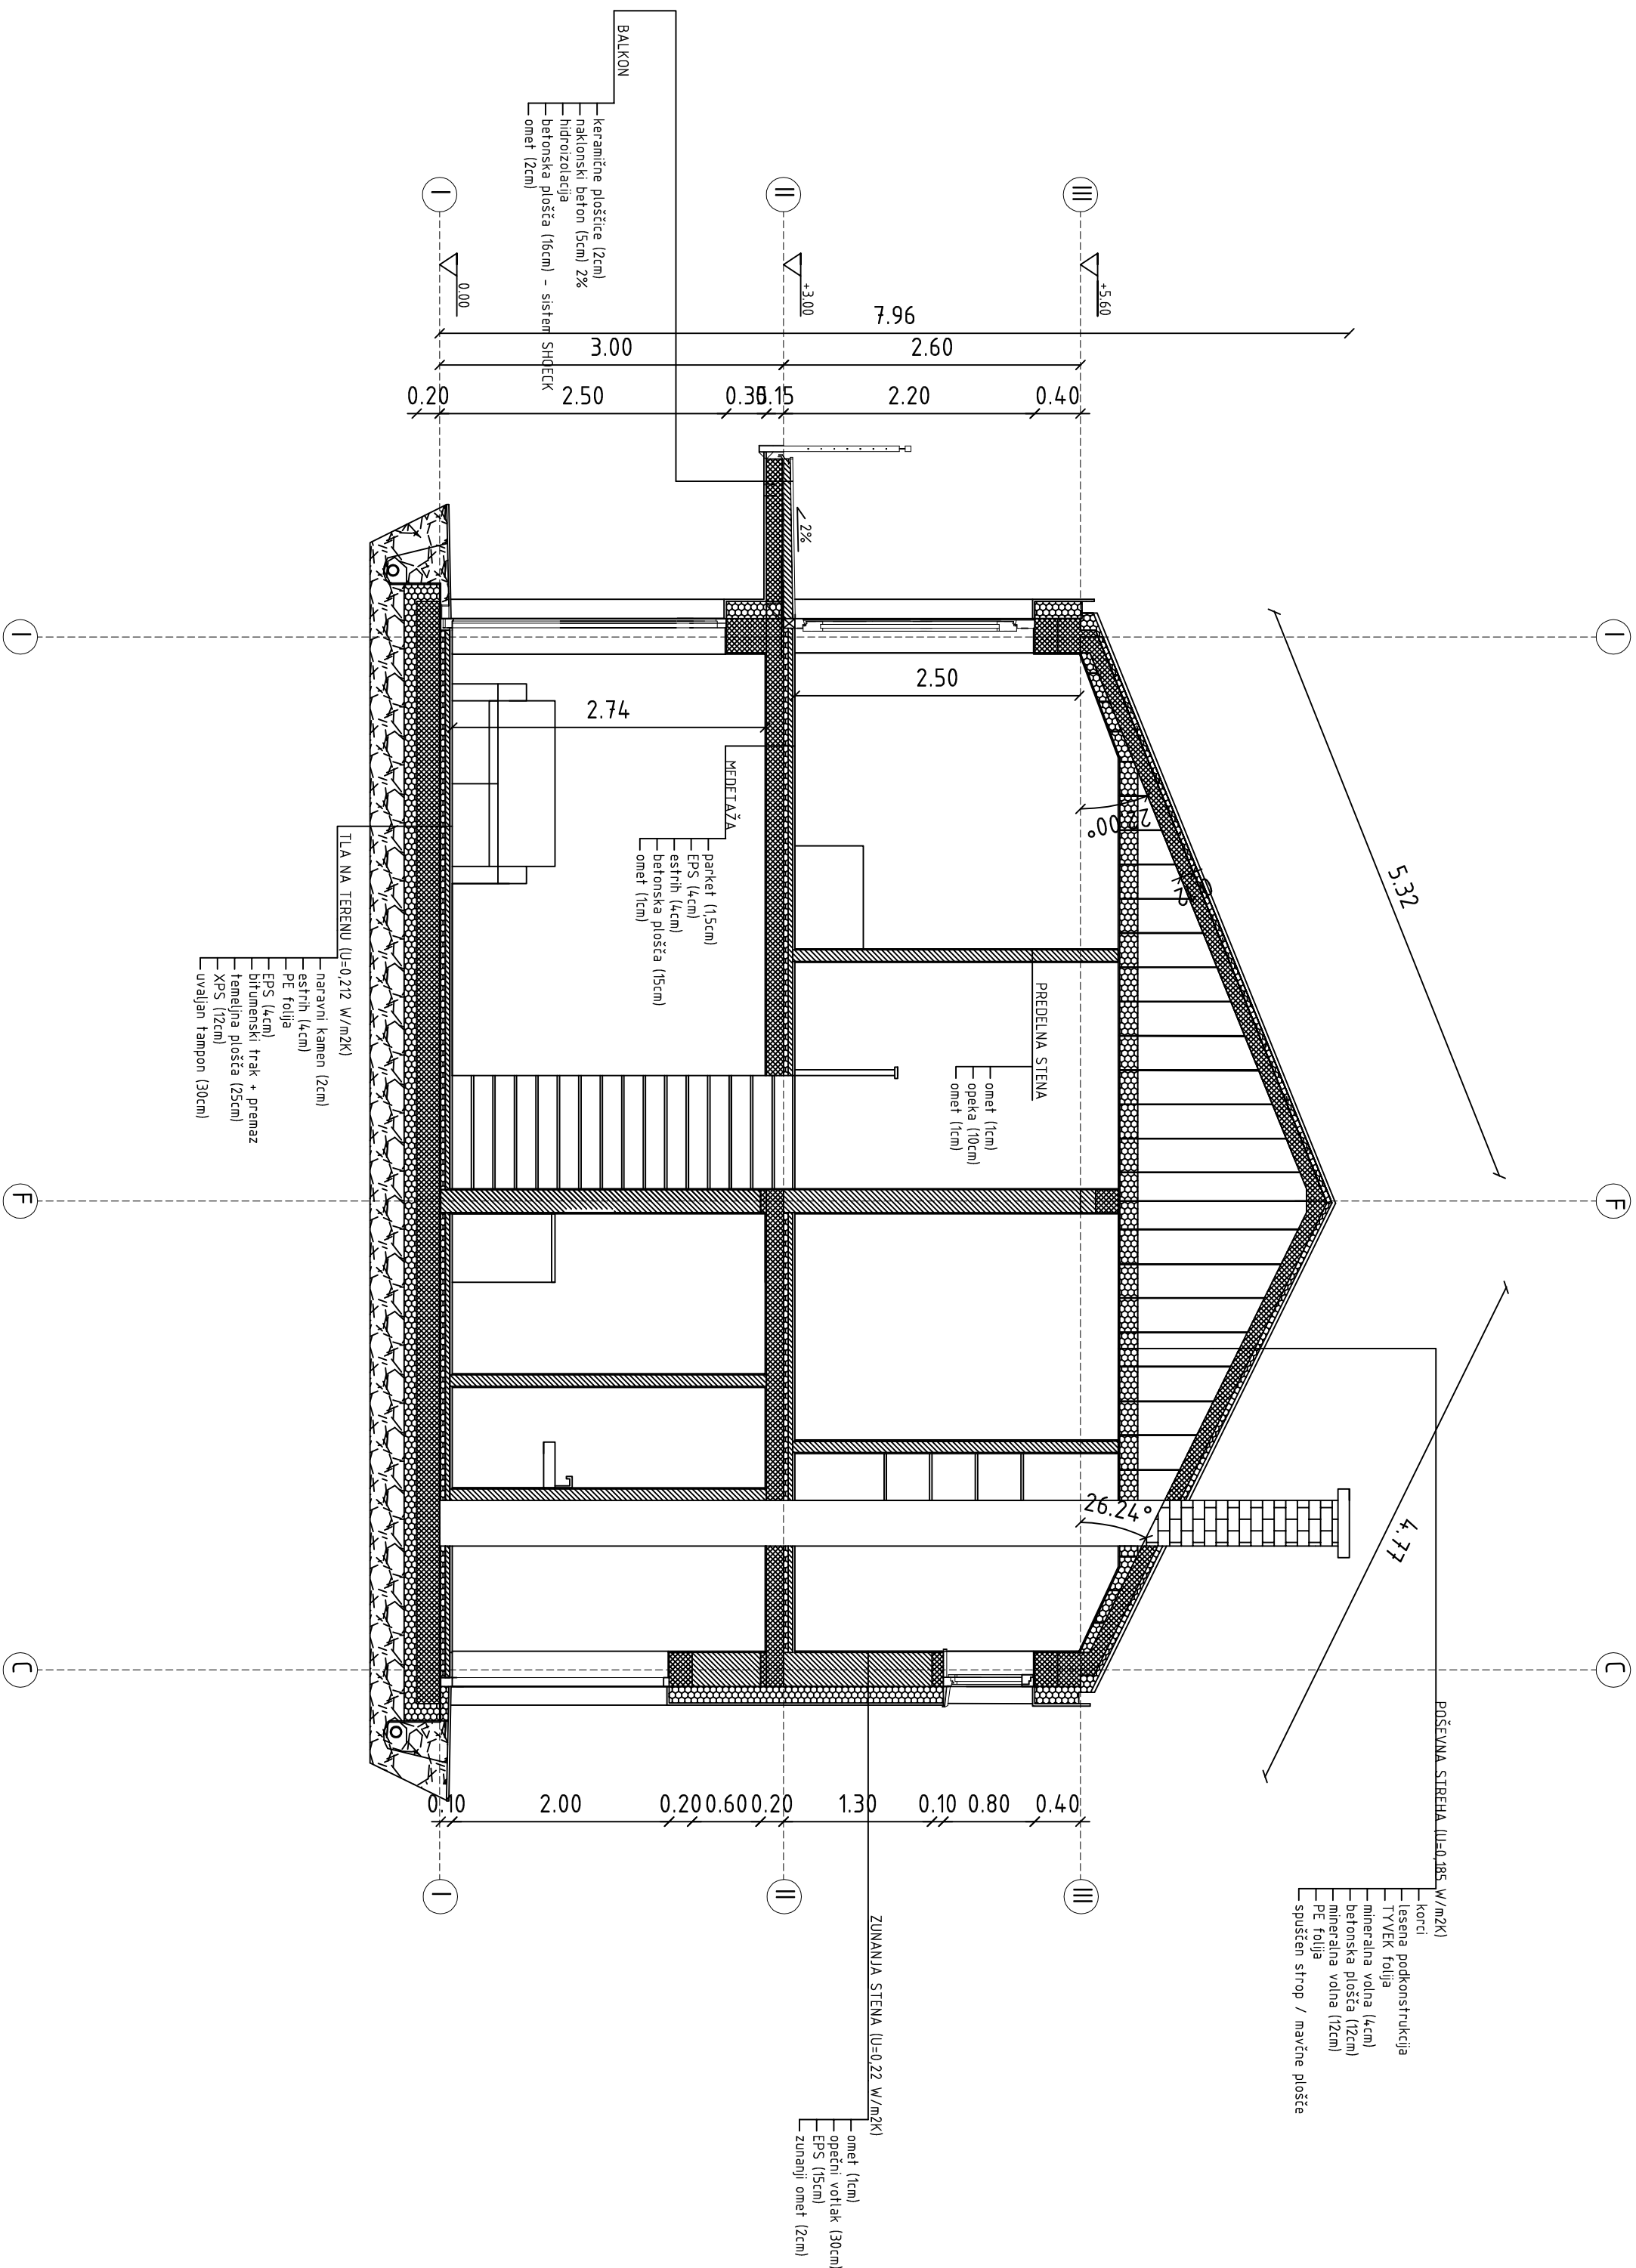 BALKON
keramične ploščice (2cm)
naklonski beton (5cm) 2%
hidroizolacija
betonska plošča (16cm) - sistem SHOECK
omet (2cm)
I
II
III
0.00
+3.00
+5.60
7.96
3.00
2.60
0.20
2.50
0.35
0.15
2.20
0.40
2%
I
I
2.50
2.74
5.32
MEDETAŽA
parket (1,5cm)
EPS (4cm)
estrih (4cm)
betonska plošča (15cm)
omet (1cm)
TLA NA TERENU (U=0,212 W/m2K)
naravni kamen (2cm)
estrih (4cm)
PE folija
EPS (4cm)
bitumenski trak + premaz
temeljna plošča (25cm)
XPS (12cm)
uvaljan tampon (30cm)
PREDELNA STENA
omet (1cm)
opeka (10cm)
omet (1cm)
F
F
26.24°
4.77
C
C
POŠEVNA STREHA (U=0,185 W/m2K)
korci
lesena podkonstrukcija
TYVEK folija
mineralna volna (4cm)
betonska plošča (12cm)
mineralna volna (12cm)
PE folija
spuščen strop / mavčne plošče
0.10
2.00
0.20
0.60
0.20
1.30
0.10
0.80
0.40
I
II
III
ZUNANJA STENA (U=0,22 W/m2K)
omet (1cm)
opečni votlak (30cm)
EPS (15cm)
zunanji omet (2cm)